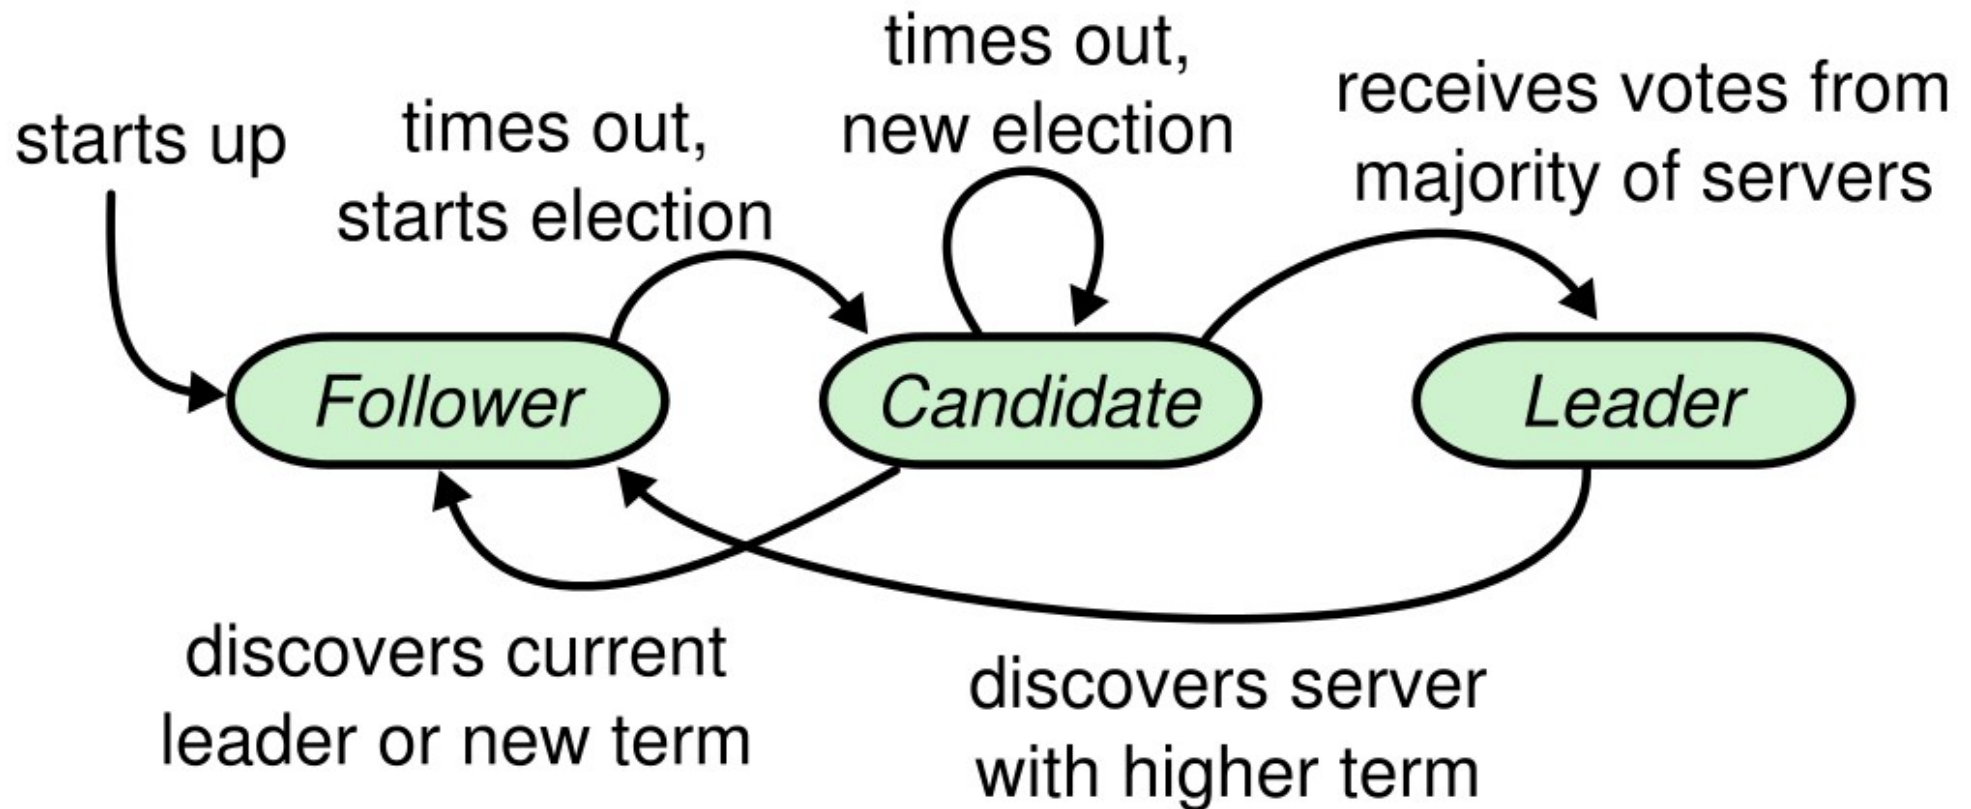 starts up
times out,
starts election
times out,
new election
receives votes from
majority of servers
Follower
Candidate
Leader
discovers current
leader or new term
discovers server
with higher term